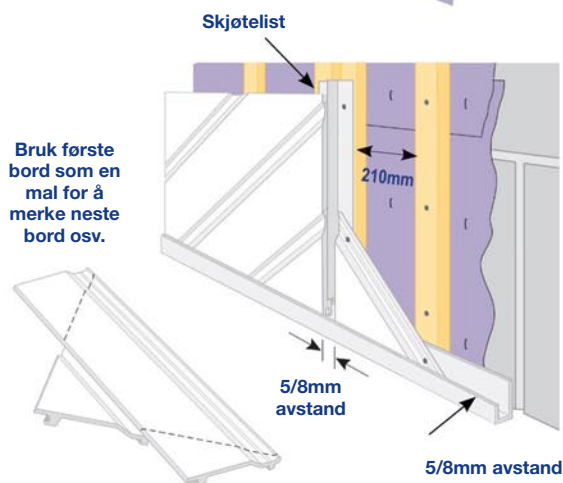 Skjøtelist
Bruk første
bord som en
mal for å
merke neste
bord osv.
210mm
5/8mm
avstand
5/8mm avstand